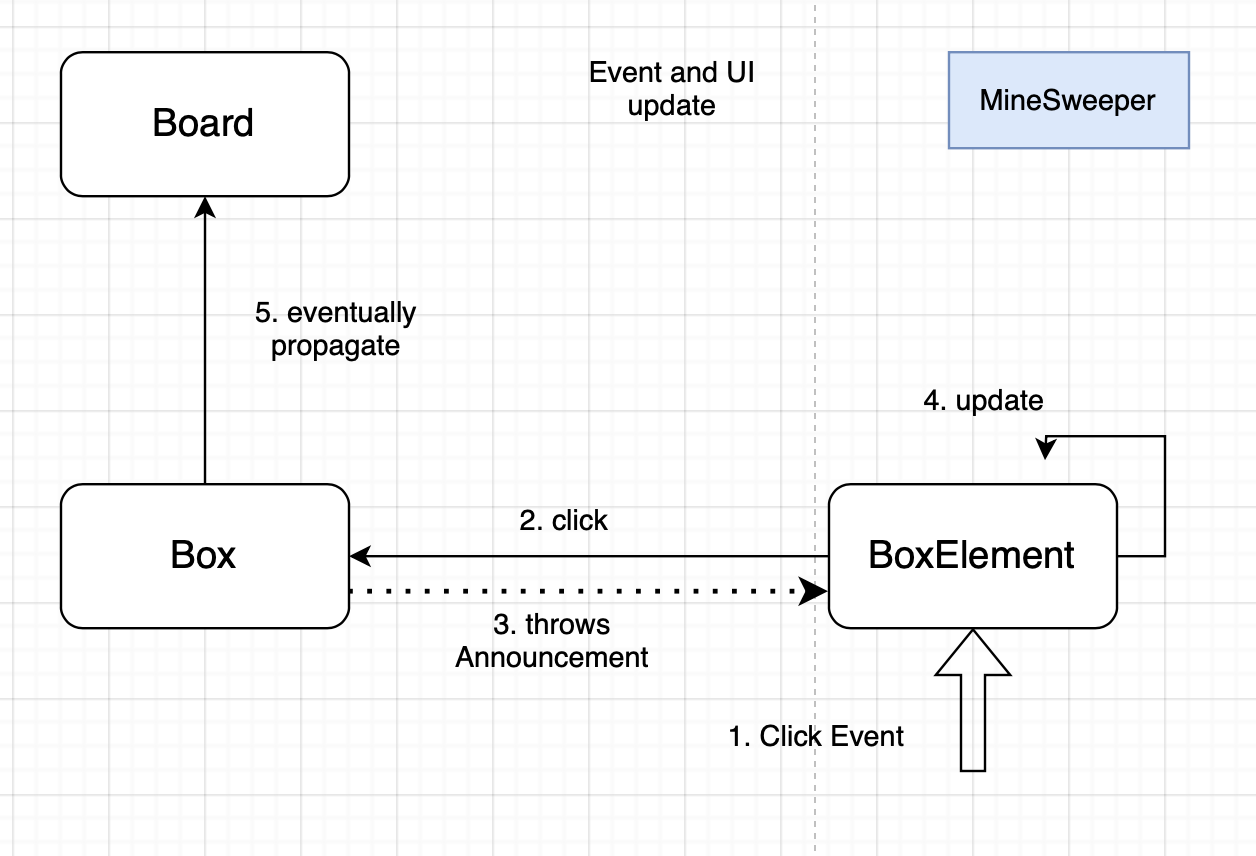 Event and UI
update
MineSweeper
Board
5. eventually
propagate
4. update
2. click
Box
BoxElement
3. throws
Announcement
1. Click Event